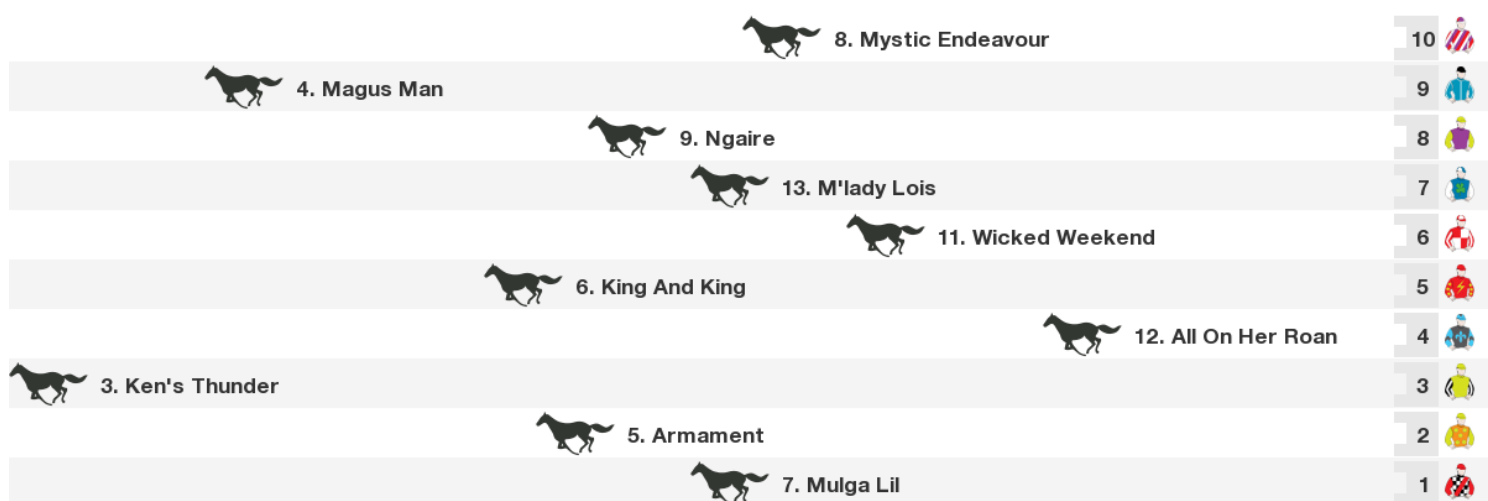 8. Mystic Endeavour 10
4. Magus Man 9
9. Ngaire 8
13. M'lady Lois 7
11. Wicked Weekend 6
6. King And King 5
12. All On Her Roan 4
3. Ken's Thunder 3
5. Armament 2
7. Mulga Lil 1